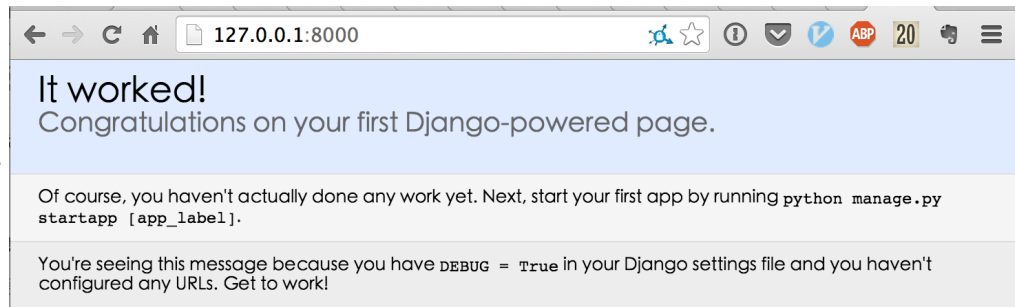 127.0.0.1:8000
ABP
20
It worked!
Congratulations on your first Django-powered page.
Of course, you haven't actually done any work yet. Next, start your first app by running python manage.py
startapp [app_label].
You're seeing this message because you have DEBUG = True in your Django settings file and you haven't
configured any URLs. Get to work!